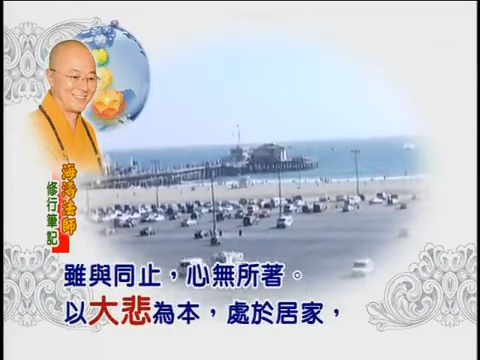 海濤法師
修行筆記
雖與同止，心無所著。
以大悲為本，處於居家，